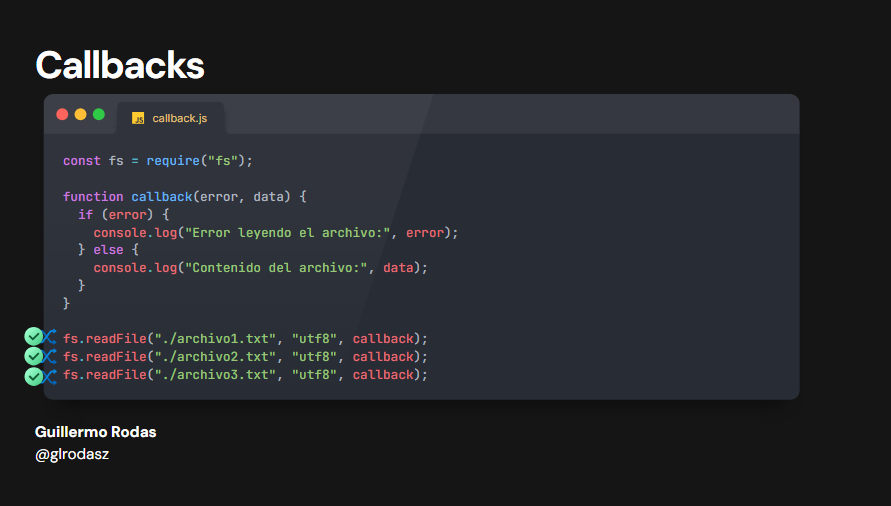 Callbacks
JS callback.js
const fs = require("fs");
function callback(error, data) {
  if (error) {
    console.log("Error leyendo el archivo:", error);
  } else {
    console.log("Contenido del archivo:", data);
  }
}
fs.readFile("./archivo1.txt", "utf8", callback);
fs.readFile("./archivo2.txt", "utf8", callback);
fs.readFile("./archivo3.txt", "utf8", callback);
Guillermo Rodas
@glrodasz